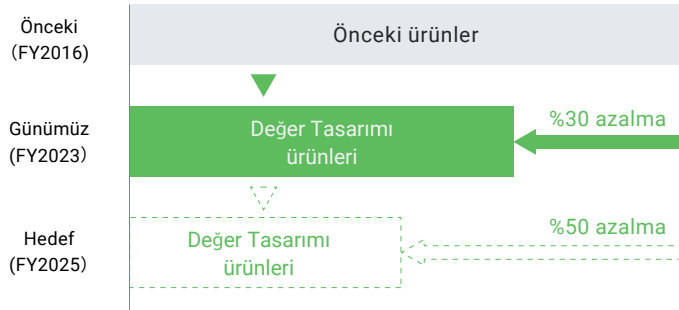 Önceki
(FY2016)
Önceki ürünler
Günümüz
(FY2023)
Değer Tasarımı
ürünleri
%30 azalma
Hedef
(FY2025)
Değer Tasarımı
ürünleri
%50 azalma